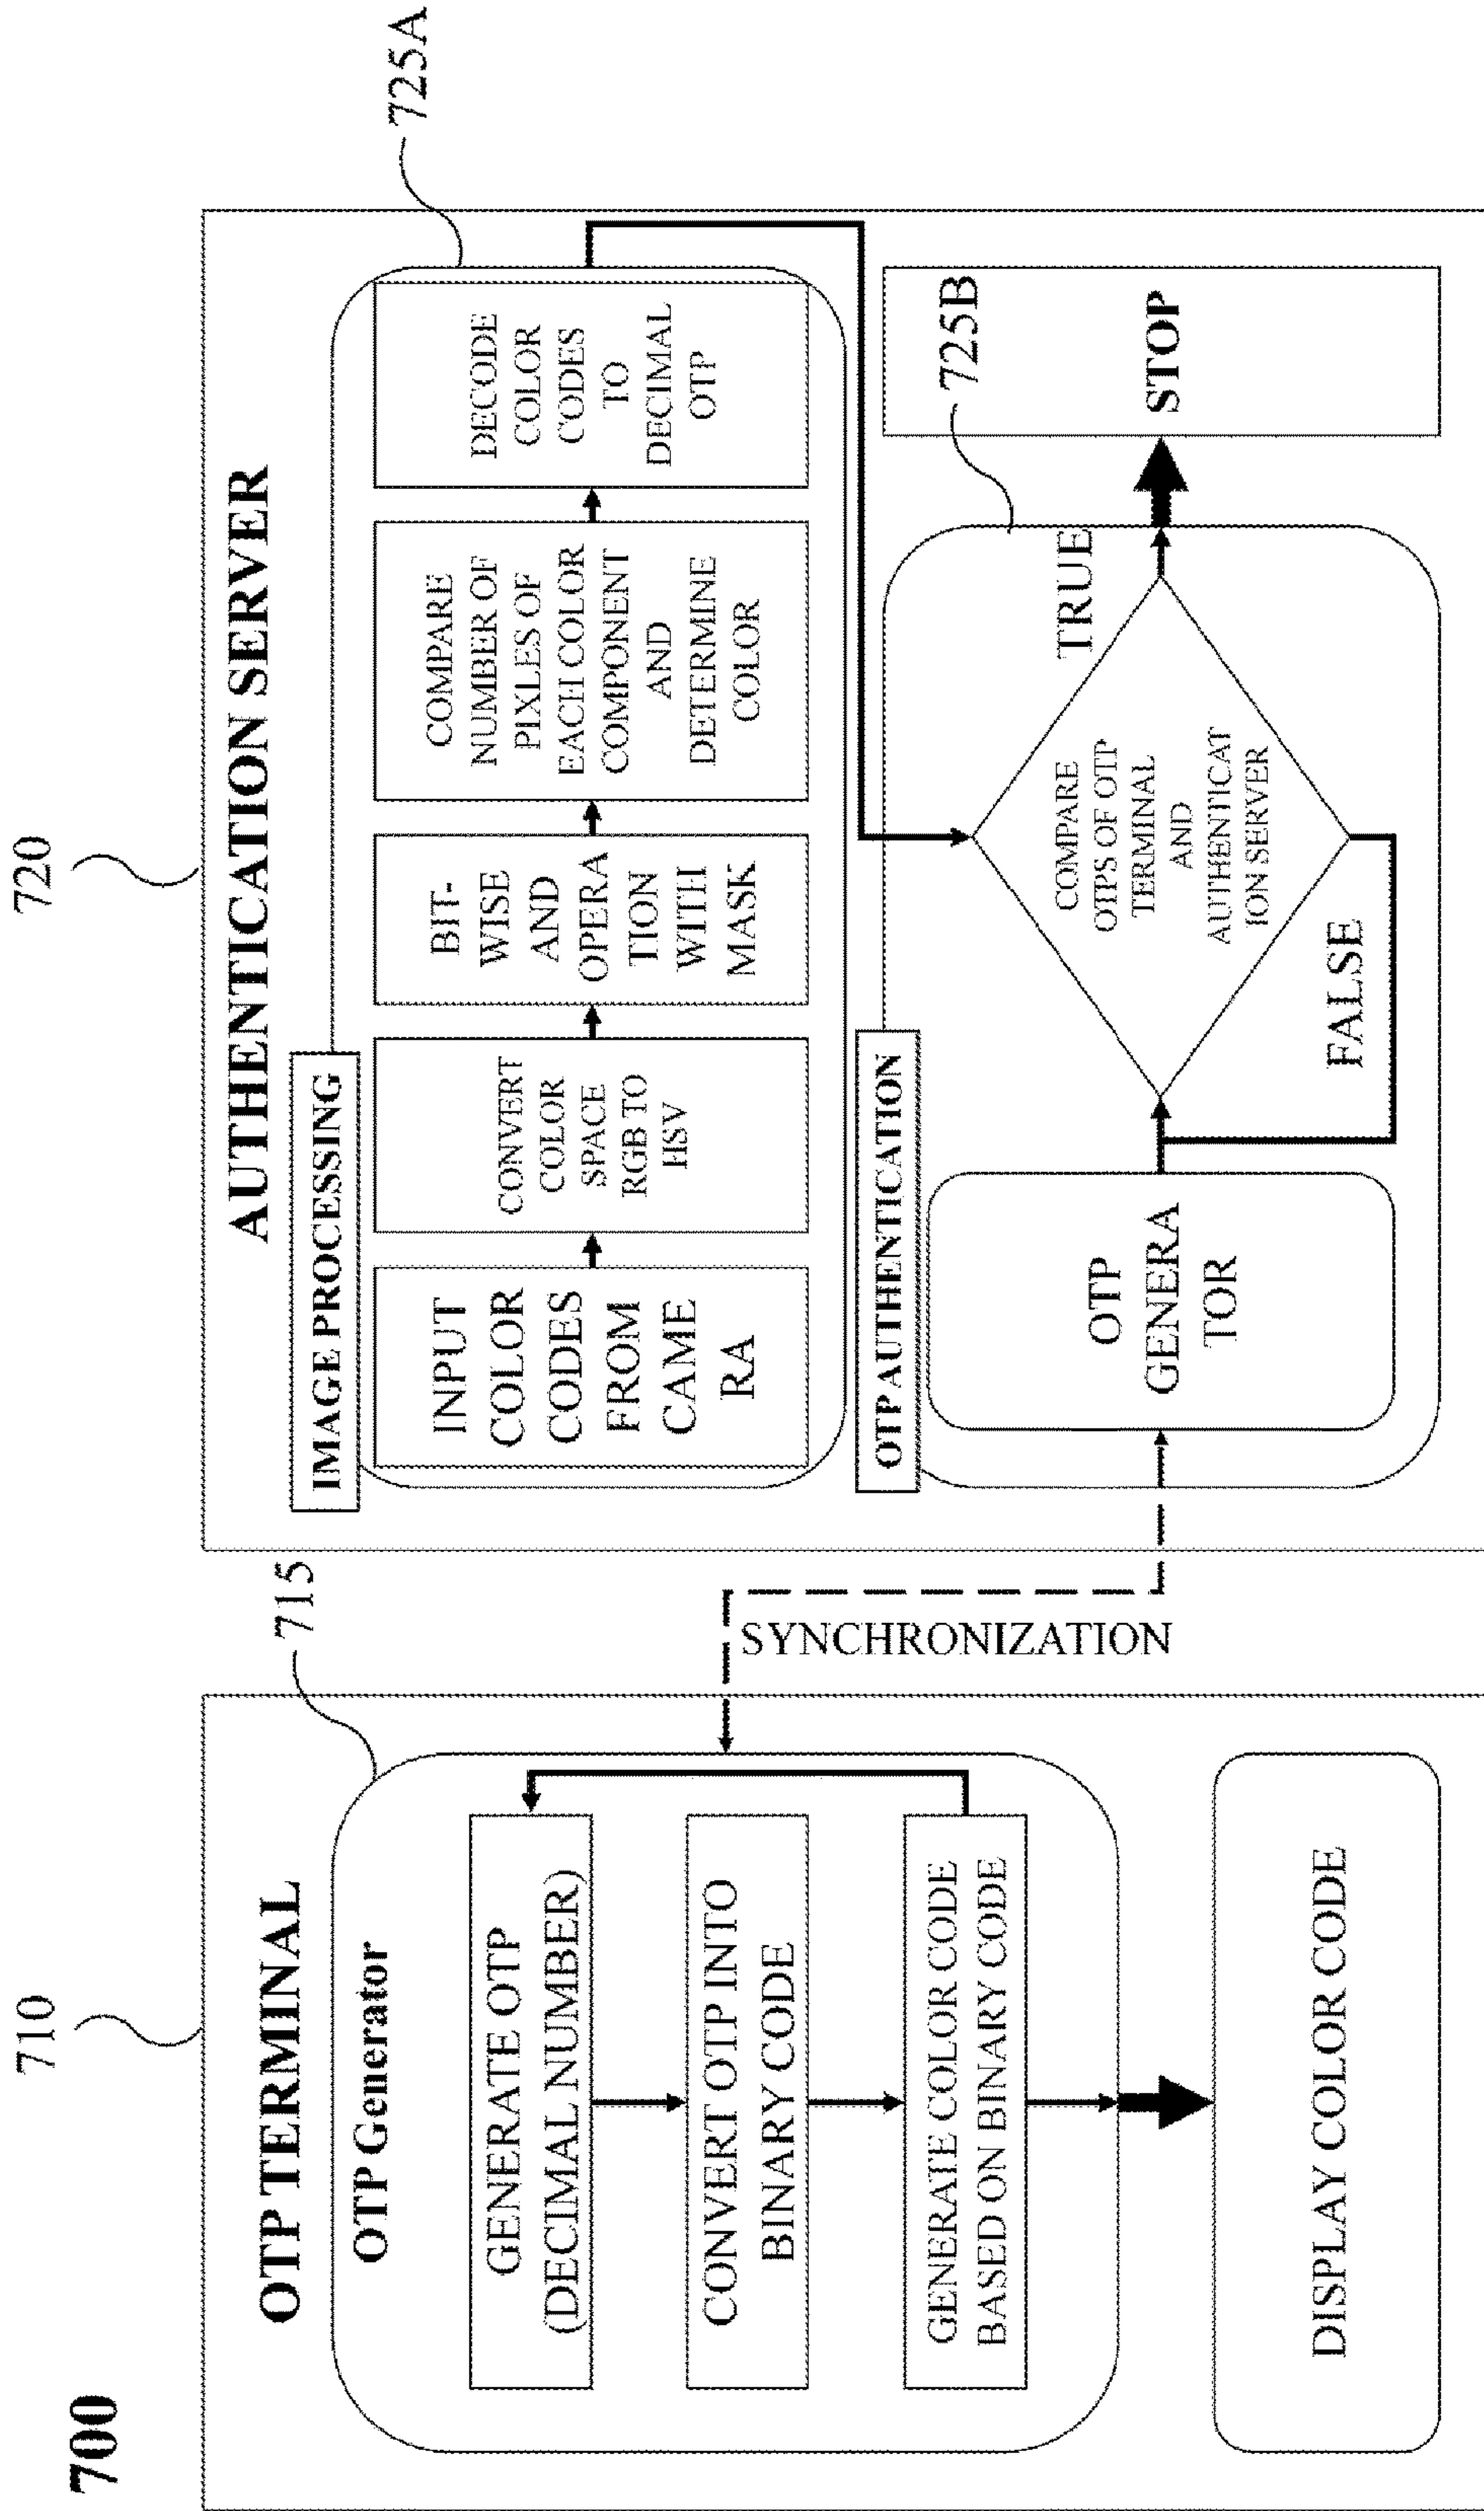 700
710
OTP TERMINAL
715
OTP Generator
GENERATE OTP
(DECIMAL NUMBER)
CONVERT OTP INTO
BINARY CODE
GENERATE COLOR CODE
BASED ON BINARY CODE
DISPLAY COLOR CODE
SYNCHRONIZATION
720
AUTHENTICATION SERVER
725A
IMAGE PROCESSING
INPUT
COLOR
CODES
FROM
CAME
RA
CONVERT
COLOR
SPACE
RGB TO
HSV
BIT-
WISE
AND
OPERA
TION
WITH
MASK
COMPARE
NUMBER OF
PIXLES OF
EACH COLOR
COMPONENT
AND
DETERMINE
COLOR
DECODE
COLOR
CODES
TO
DECIMAL
OTP
OTP AUTHENTICATION
725B
OTP
GENERA
TOR
COMPARE
OTPS OF OTP
TERMINAL
AND
AUTHENTICAT
ION SERVER
TRUE
FALSE
STOP